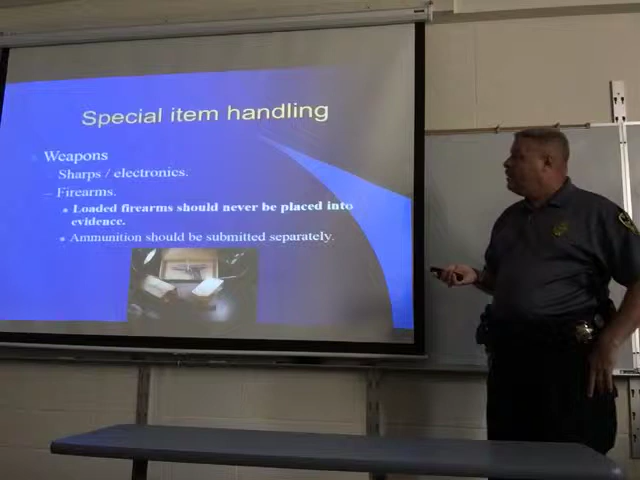 Special item handling
Weapons
Sharps / electronics.
– Firearms.
• Loaded firearms should never be placed into
evidence.
• Ammunition should be submitted separately.